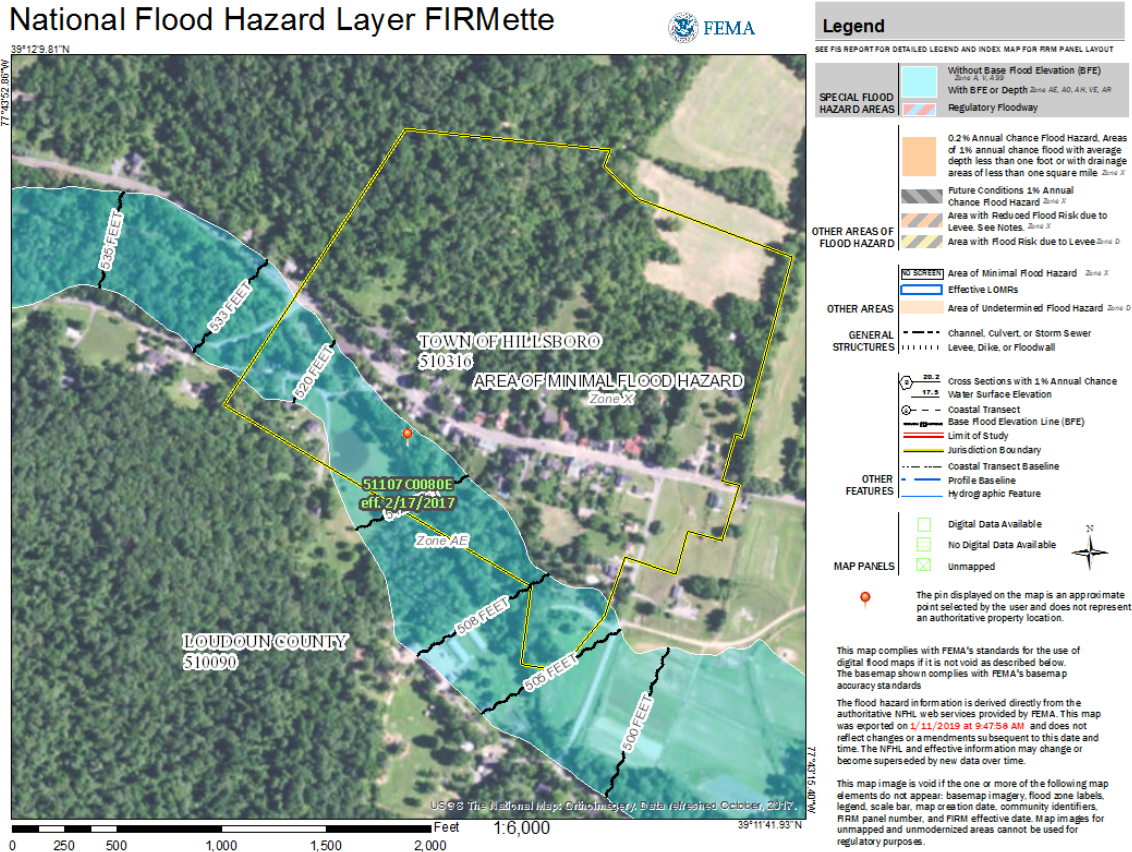 National Flood Hazard Layer FIRMette
FEMA
39°12'9.81"N
77°43'52.86"W
535 FEET
533 FEET
520 FEET
TOWN OF HILLSBORO
510316
AREA OF MINIMAL FLOOD HAZARD
Zone X
51107C0080E
eff. 2/17/2017
Zone AE
508 FEET
LOUDOUN COUNTY
510090
505 FEET
500 FEET
USGS The National Map: Orthoimagery. Data refreshed October, 2017.
77°43'15.40"W
39°11'41.93"N
Feet
1:6,000
0 250 500 1,000 1,500 2,000
Legend
SEE FIS REPORT FOR DETAILED LEGEND AND INDEX MAP FOR FIRM PANEL LAYOUT
SPECIAL FLOOD
HAZARD AREAS
Without Base Flood Elevation (BFE)
Zone A, V, A99
With BFE or Depth Zone AE, AO, AH, VE, AR
Regulatory Floodway
0.2% Annual Chance Flood Hazard, Areas
of 1% annual chance flood with average
depth less than one foot or with drainage
areas of less than one square mile Zone X
Future Conditions 1% Annual
Chance Flood Hazard Zone X
Area with Reduced Flood Risk due to
Levee. See Notes. Zone X
Area with Flood Risk due to Levee Zone D
OTHER AREAS OF
FLOOD HAZARD
NO SCREEN Area of Minimal Flood Hazard Zone X
Effective LOMRs
OTHER AREAS
Area of Undetermined Flood Hazard Zone D
GENERAL
STRUCTURES
Channel, Culvert, or Storm Sewer
Levee, Dike, or Floodwall
B 20.2 Cross Sections with 1% Annual Chance
17.5 Water Surface Elevation
Coastal Transect
Base Flood Elevation Line (BFE)
Limit of Study
Jurisdiction Boundary
Coastal Transect Baseline
OTHER
FEATURES
Profile Baseline
Hydrographic Feature
MAP PANELS
Digital Data Available
No Digital Data Available
Unmapped
N
The pin displayed on the map is an approximate
point selected by the user and does not represent
an authoritative property location.
This map complies with FEMA's standards for the use of
digital flood maps if it is not void as described below.
The basemap shown complies with FEMA's basemap
accuracy standards
The flood hazard information is derived directly from the
authoritative NFHL web services provided by FEMA. This map
was exported on 1/11/2019 at 9:47:58 AM and does not
reflect changes or amendments subsequent to this date and
time. The NFHL and effective information may change or
become superseded by new data over time.
This map image is void if the one or more of the following map
elements do not appear: basemap imagery, flood zone labels,
legend, scale bar, map creation date, community identifiers,
FIRM panel number, and FIRM effective date. Map images for
unmapped and unmodernized areas cannot be used for
regulatory purposes.